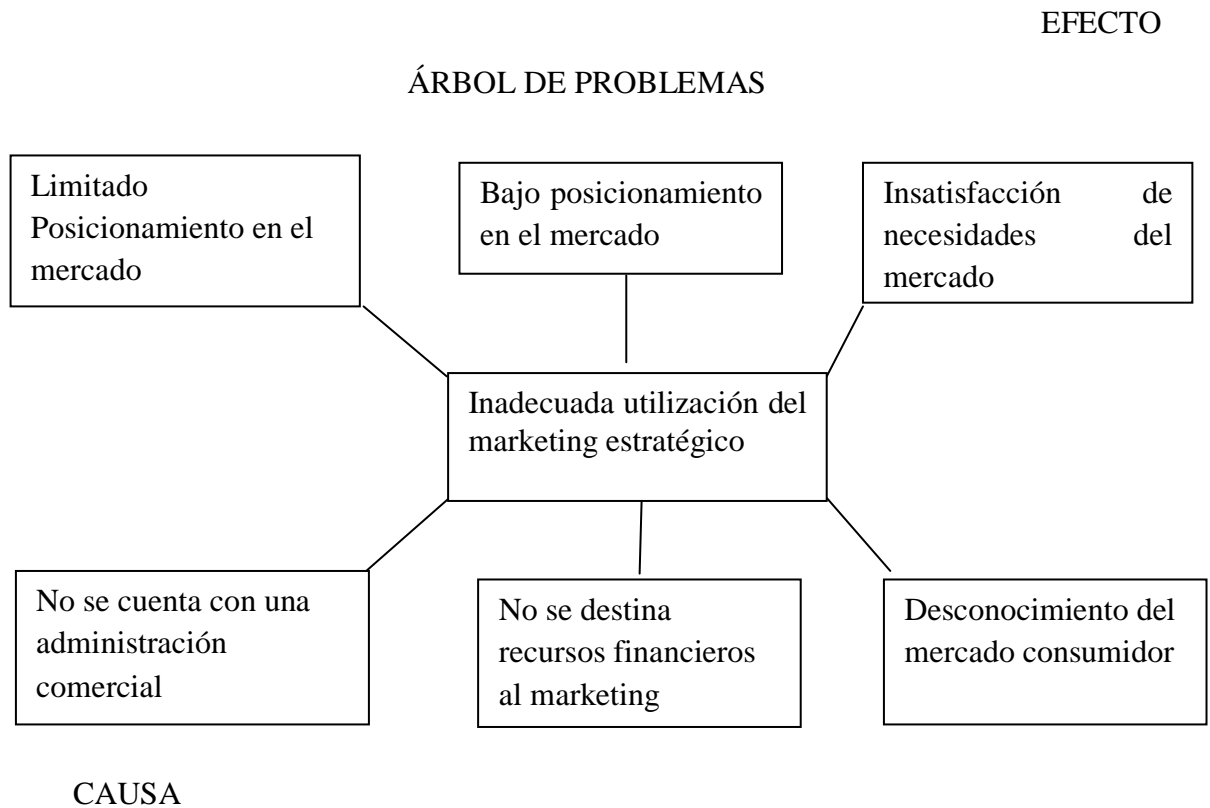 EFECTO
ÁRBOL DE PROBLEMAS
Limitado
Posicionamiento en el
mercado
Bajo posicionamiento
en el mercado
Insatisfacción de
necesidades del
mercado
Inadecuada utilización del
marketing estratégico
No se cuenta con una
administración
comercial
No se destina
recursos financieros
al marketing
Desconocimiento del
mercado consumidor
CAUSA